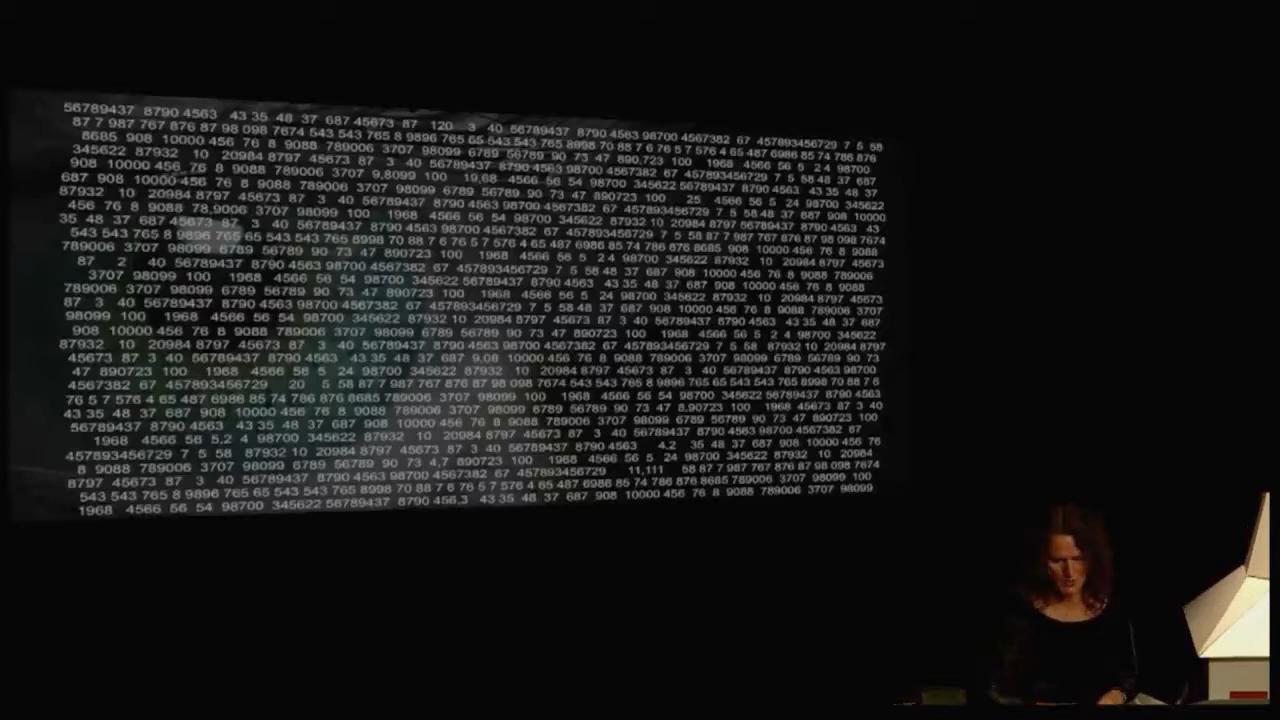 56789437 8790 4563 43 35 48 37 687 45673 87 120 3 40 56789437 8790 4563 98700 4567382 67 457893456729 7 5 58
87 7 987 767 876 87 98 098 7674 543 543 765 8 9896 765 65 543 543 765 8998 70 88 7 6 76 5 7 576 4 65 487 6986 85 74 786 876
8685 908 10000 456 76 8 9088 789006 3707 98099 6789 56789 90 73 47 890,723 100 1968 4566 56 5 2 4 98700
345622 87932 10 20984 8797 45673 87 3 40 56789437 8790 4563 98700 4567382 67 457893456729 7 5 58 48 37 687
908 10000 456 76 8 9088 789006 3707 9,8099 100 19,68 4566 56 54 98700 345622 56789437 8790 4563 43 35 48 37
687 908 10000 456 76 8 9088 789006 3707 98099 6789 56789 90 73 47 890723 100 25 4566 56 5 24 98700 345622
87932 10 20984 8797 45673 87 3 40 56789437 8790 4563 98700 4567382 67 457893456729 7 5 58 48 37 687 908 10000
456 76 8 9088 78,9006 3707 98099 100 1968 4566 56 54 98700 345622 87932 10 20984 8797 56789437 8790 4563 43
35 48 37 687 45673 87 3 40 56789437 8790 4563 98700 4567382 67 457893456729 7 5 58 87 7 987 767 876 87 98 098 7674
543 543 765 8 9896 765 65 543 543 765 8998 70 88 7 6 76 5 7 576 4 65 487 6986 85 74 786 876 8685 908 10000 456 76 8 9088
789006 3707 98099 6789 56789 90 73 47 890723 100 1968 4566 56 5 2 4 98700 345622 87932 10 20984 8797 45673
87 2 40 56789437 8790 4563 98700 4567382 67 457893456729 7 5 58 48 37 687 908 10000 456 76 8 9088 789006
3707 98099 100 1968 4566 56 54 98700 345622 56789437 8790 4563 43 35 48 37 687 908 10000 456 76 8 9088
789006 3707 98099 6789 56789 90 73 47 890723 100 1968 4566 56 5 24 98700 345622 87932 10 20984 8797 45673
87 3 40 56789437 8790 4563 98700 4567382 67 457893456729 7 5 58 48 37 687 908 10000 456 76 8 9088 789006 3707
98099 100 1968 4566 56 54 98700 345622 87932 10 20984 8797 45673 87 3 40 56789437 8790 4563 43 35 48 37 687
908 10000 456 76 8 9088 789006 3707 98099 6789 56789 90 73 47 890723 100 1968 4566 56 5 2 4 98700 345622
87932 10 20984 8797 45673 87 3 40 56789437 8790 4563 98700 4567382 67 457893456729 7 5 58 87932 10 20984 8797
45673 87 3 40 56789437 8790 4563 43 35 48 37 687 9,08 10000 456 76 8 9088 789006 3707 98099 6789 56789 90 73
47 890723 100 1968 4566 56 5 24 98700 345622 87932 10 20984 8797 45673 87 3 40 56789437 8790 4563 98700
4567382 67 457893456729 20 5 58 87 7 987 767 876 87 98 098 7674 543 543 765 8 9896 765 65 543 543 765 8998 70 88 7 6
76 5 7 576 4 65 487 6986 85 74 786 876 8685 789006 3707 98099 100 1968 4566 56 54 98700 345622 56789437 8790 4563
43 35 48 37 687 908 10000 456 76 8 9088 789006 3707 98099 6789 56789 90 73 47 8,90723 100 1968 45673 87 3 40
56789437 8790 4563 43 35 48 37 687 908 10000 456 76 8 9088 789006 3707 98099 6789 56789 90 73 47 890723 100
1968 4566 56 5,2 4 98700 345622 87932 10 20984 8797 45673 87 3 40 56789437 8790 4563 98700 4567382 67
457893456729 7 5 58 87932 10 20984 8797 45673 87 3 40 56789437 8790 4563 4,2 35 48 37 687 908 10000 456 76
8 9088 789006 3707 98099 6789 56789 90 73 4,7 890723 100 1968 4566 56 5 24 98700 345622 87932 10 20984
8797 45673 87 3 40 56789437 8790 4563 98700 4567382 67 457893456729 11,111 58 87 7 987 767 876 87 98 098 7674
543 543 765 8 9896 765 65 543 543 765 8998 70 88 7 6 76 5 7 576 4 65 487 6986 85 74 786 876 8685 789006 3707 98099 100
1968 4566 56 54 98700 345622 56789437 8790 456,3 43 35 48 37 687 908 10000 456 76 8 9088 789006 3707 98099